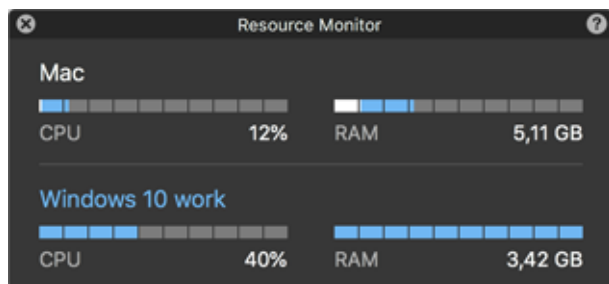 Resource Monitor
Mac
CPU 12% RAM 5,11 GB
Windows 10 work
CPU 40% RAM 3,42 GB